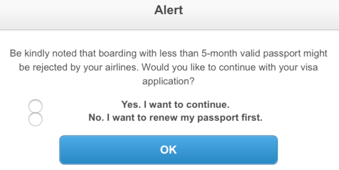 Alert
Be kindly noted that boarding with less than 5-month valid passport might
be rejected by your airlines. Would you like to continue with your visa
application?
Yes. I want to continue.
No. I want to renew my passport first.
OK